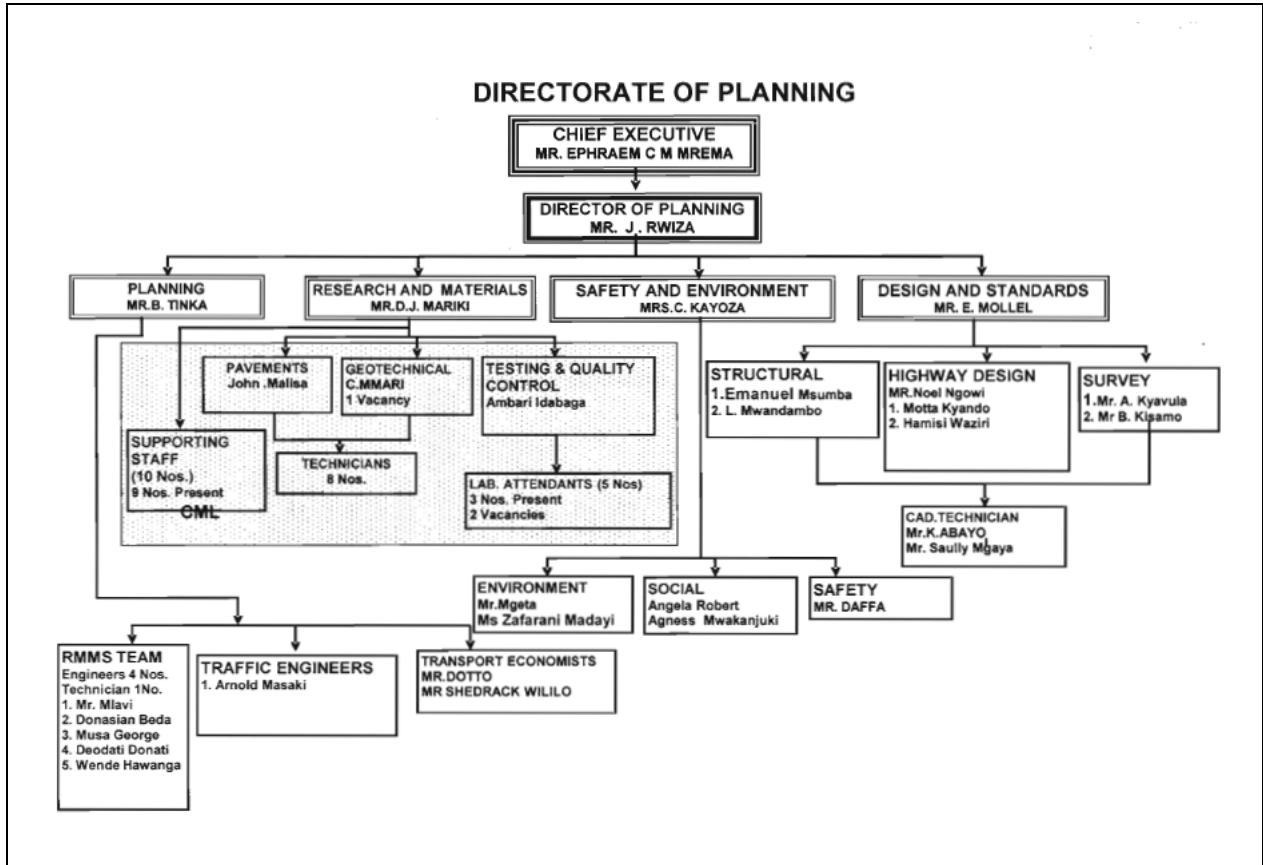 DIRECTORATE OF PLANNING
CHIEF EXECUTIVE
MR. EPHRAEM C M MREMA
DIRECTOR OF PLANNING
MR. J . RWIZA
PLANNING
MR.B. TINKA
RESEARCH AND MATERIALS
MR.D.J. MARIKI
SAFETY AND ENVIRONMENT
MRS.C. KAYOZA
DESIGN AND STANDARDS
MR. E. MOLLEL
PAVEMENTS
John .Malisa
GEOTECHNICAL
C.MMARI
1 Vacancy
TESTING & QUALITY
CONTROL
Ambari Idabaga
STRUCTURAL
1.Emanuel Msumba
2. L. Mwandambo
HIGHWAY DESIGN
MR.Noel Ngowi
1. Motta Kyando
2. Hamisi Waziri
SURVEY
1.Mr. A. Kyavula
2. Mr B. Kisamo
SUPPORTING
STAFF
(10 Nos.)
9 Nos. Present
CML
TECHNICIANS
8 Nos.
LAB. ATTENDANTS (5 Nos)
3 Nos. Present
2 Vacancies
CAD.TECHNICIAN
Mr.K.ABAYO
Mr. Saully Mgaya
ENVIRONMENT
Mr.Mgeta
Ms Zafarani Madayi
SOCIAL
Angela Robert
Agness Mwakanjuki
SAFETY
MR. DAFFA
RMMS TEAM
Engineers 4 Nos.
Technician 1No.
1. Mr. Mlavi
2. Donasian Beda
3. Musa George
4. Deodati Donati
5. Wende Hawanga
TRAFFIC ENGINEERS
1. Arnold Masaki
TRANSPORT ECONOMISTS
MR.DOTTO
MR SHEDRACK WILILO